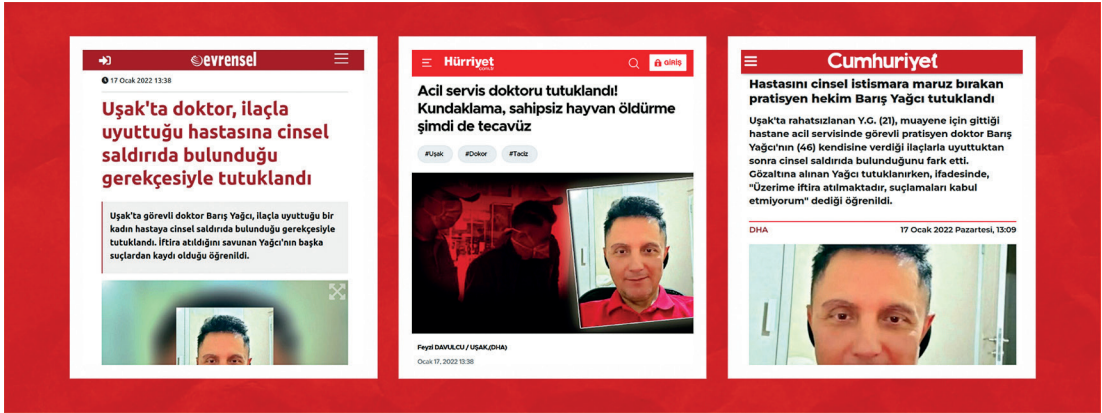 evrensel
17 Ocak 2022 13:38
Uşak'ta doktor, ilaçla
uyuttuğu hastasına cinsel
saldırıda bulunduğu
gerekçesiyle tutuklandı
Uşak'ta görevli doktor Barış Yağcı, ilaçla uyuttuğu bir
kadın hastaya cinsel saldırıda bulunduğu gerekçesiyle
tutuklandı. İftira atıldığını savunan Yağcı'nın başka
suçlardan kaydı olduğu öğrenildi.
Hürriyet
.com.tr
GİRİŞ
Acil servis doktoru tutuklandı!
Kundaklama, sahipsiz hayvan öldürme
şimdi de tecavüz
#Uşak #Dokor #Taciz
Feyzi DAVULCU / UŞAK,(DHA)
Ocak 17, 2022 13:38
Cumhuriyet
Hastasını cinsel istismara maruz bırakan
pratisyen hekim Barış Yağcı tutuklandı
Uşak'ta rahatsızlanan Y.G. (21), muayene için gittiği
hastane acil servisinde görevli pratisyen doktor Barış
Yağcı'nın (46) kendisine verdiği ilaçlarla uyuttuktan
sonra cinsel saldırıda bulunduğunu fark etti.
Gözaltına alınan Yağcı tutuklanırken, ifadesinde,
"Üzerime iftira atılmaktadır, suçlamaları kabul
etmiyorum" dediği öğrenildi.
DHA 17 Ocak 2022 Pazartesi, 13:09